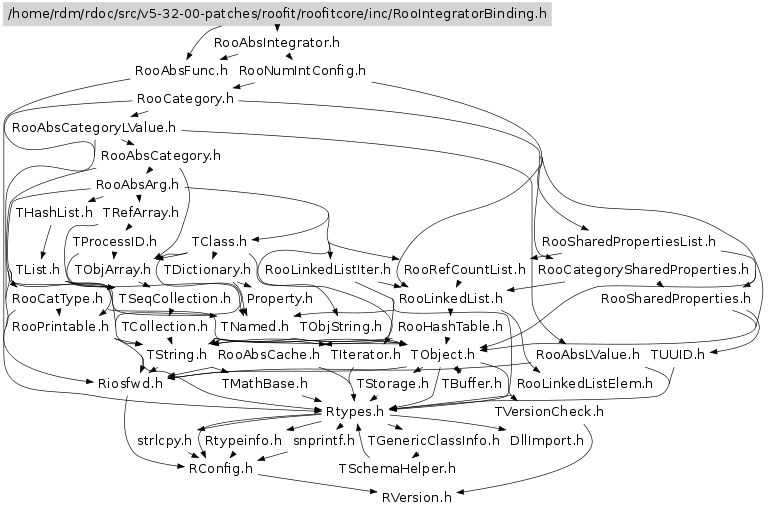 /home/rdm/rdoc/src/v5-32-00-patches/roofit/roofitcore/inc/RooIntegratorBinding.h
RooAbsIntegrator.h
RooAbsFunc.h RooNumIntConfig.h
RooCategory.h
RooAbsCategoryLValue.h
RooAbsCategory.h
RooAbsArg.h
THashList.h TRefArray.h
TProcessID.h TClass.h RooSharedPropertiesList.h
TList.h TObjArray.h TDictionary.h RooLinkedListIter.h RooRefCountList.h RooCategorySharedProperties.h
RooCatType.h TSeqCollection.h Property.h RooLinkedList.h RooSharedProperties.h
RooPrintable.h TCollection.h TNamed.h TObjString.h RooHashTable.h
TString.h RooAbsCache.h TIterator.h TObject.h RooAbsLValue.h TUUID.h
Riosfwd.h TMathBase.h TStorage.h TBuffer.h RooLinkedListElem.h
Rtypes.h TVersionCheck.h
strlcpy.h Rtypeinfo.h snprintf.h TGenericClassInfo.h DllImport.h
RConfig.h TSchemaHelper.h
RVersion.h